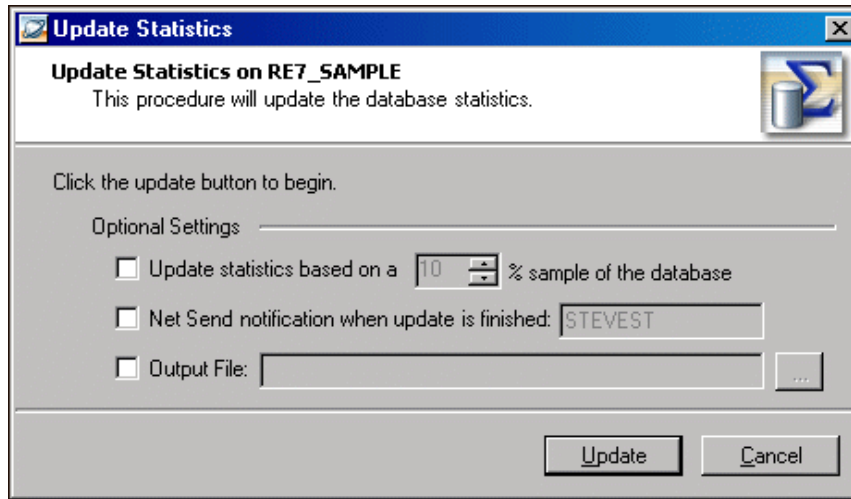 Update Statistics
Update Statistics on RE7_SAMPLE
This procedure will update the database statistics.
Click the update button to begin.
Optional Settings
Update statistics based on a 10 % sample of the database
Net Send notification when update is finished: STEVEST
Output File: ...
Update Cancel